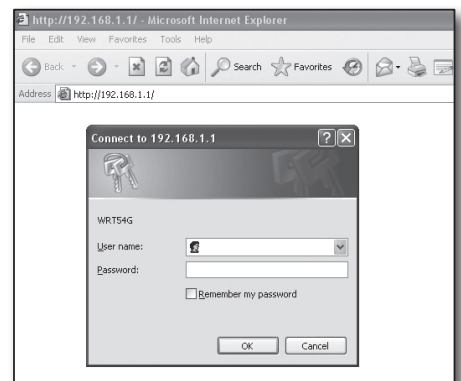 http://192.168.1.1/ - Microsoft Internet Explorer
File Edit View Favorites Tools Help
Back Search Favorites
Address http://192.168.1.1/
Connect to 192.168.1.1
WRT54G
User name:
Password:
Remember my password
OK Cancel